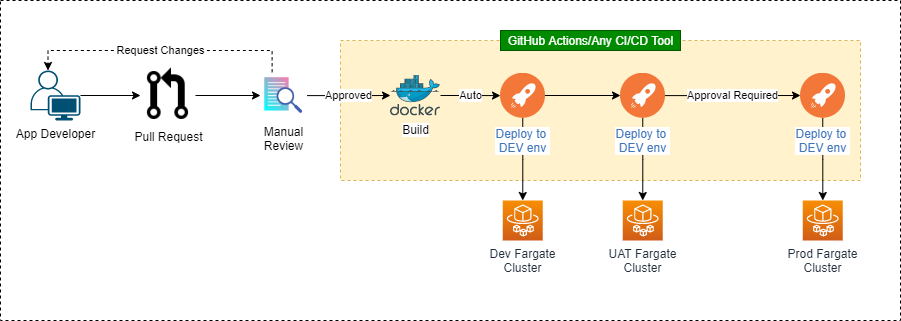 GitHub Actions/Any CI/CD Tool
Request Changes
App Developer
Pull Request
Manual
Review
Approved
docker
Build
Auto
Deploy to
DEV env
Deploy to
DEV env
Approval Required
Deploy to
DEV env
Dev Fargate
Cluster
UAT Fargate
Cluster
Prod Fargate
Cluster